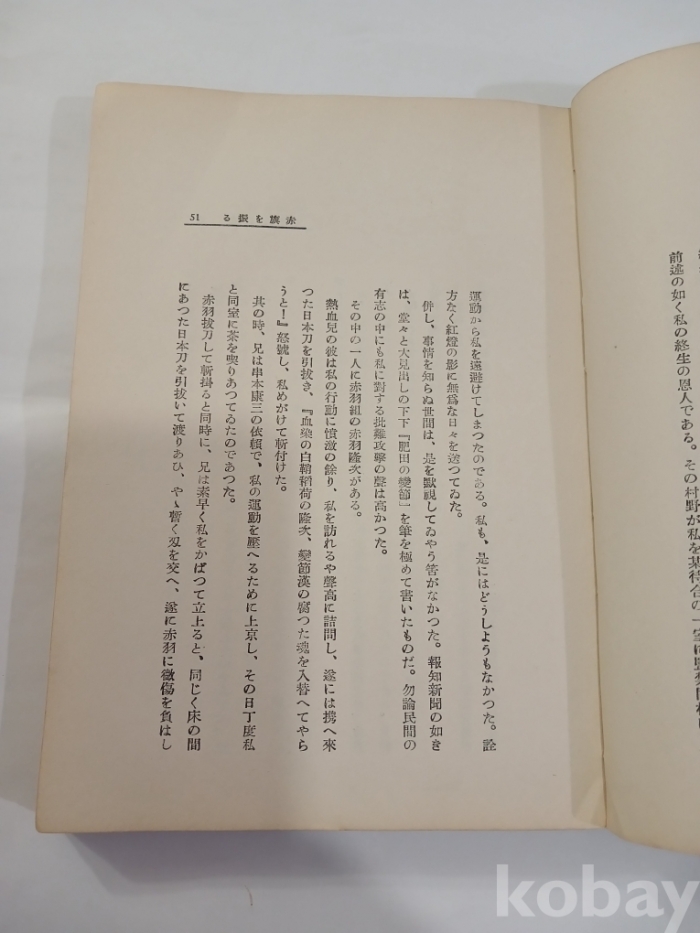 前述の如く私の終生の恩人である。その村野が私を某待合の一室に
赤旗を振る 51
運動から私を遠避けてしまつたのである。私も、是にはどうしようもなかつた。詮
方なく紅燈の影に無爲な日々を送つてゐた。
併し、事情を知らぬ世間は、是を默視してゐやう筈がなかつた。報知新聞の如き
は、堂々と大見出しの下下『肥田の變節』を筆を極めて書いたものだ。勿論民間の
有志の中にも私に對する批難攻擊の聲は高かつた。
その中の一人に赤羽組の赤羽隆次がある。
熱血兒の彼は私の行動に憤激の餘り、私を訪れるや聲高に詰問し、遂には携へ來
つた日本刀を引拔き、『血染の白鞘稻荷の隆次、變節漢の腐つた魂を入替へてやら
うと！』怒號し、私めがけて斬付けた。
其の時、兄は串本康三の依賴で、私の運動を壓へるために上京し、その日丁度私
と同室に茶を喫りあつてゐたのであつた。
赤羽拔刀して斬掛ると同時に、兄は素早く私をかばつて立上ると、同じく床の間
にあつた日本刀を引拔いて渡りあひ、やゝ暫く刄を交へ、遂に赤羽に微傷を負はし
kobay